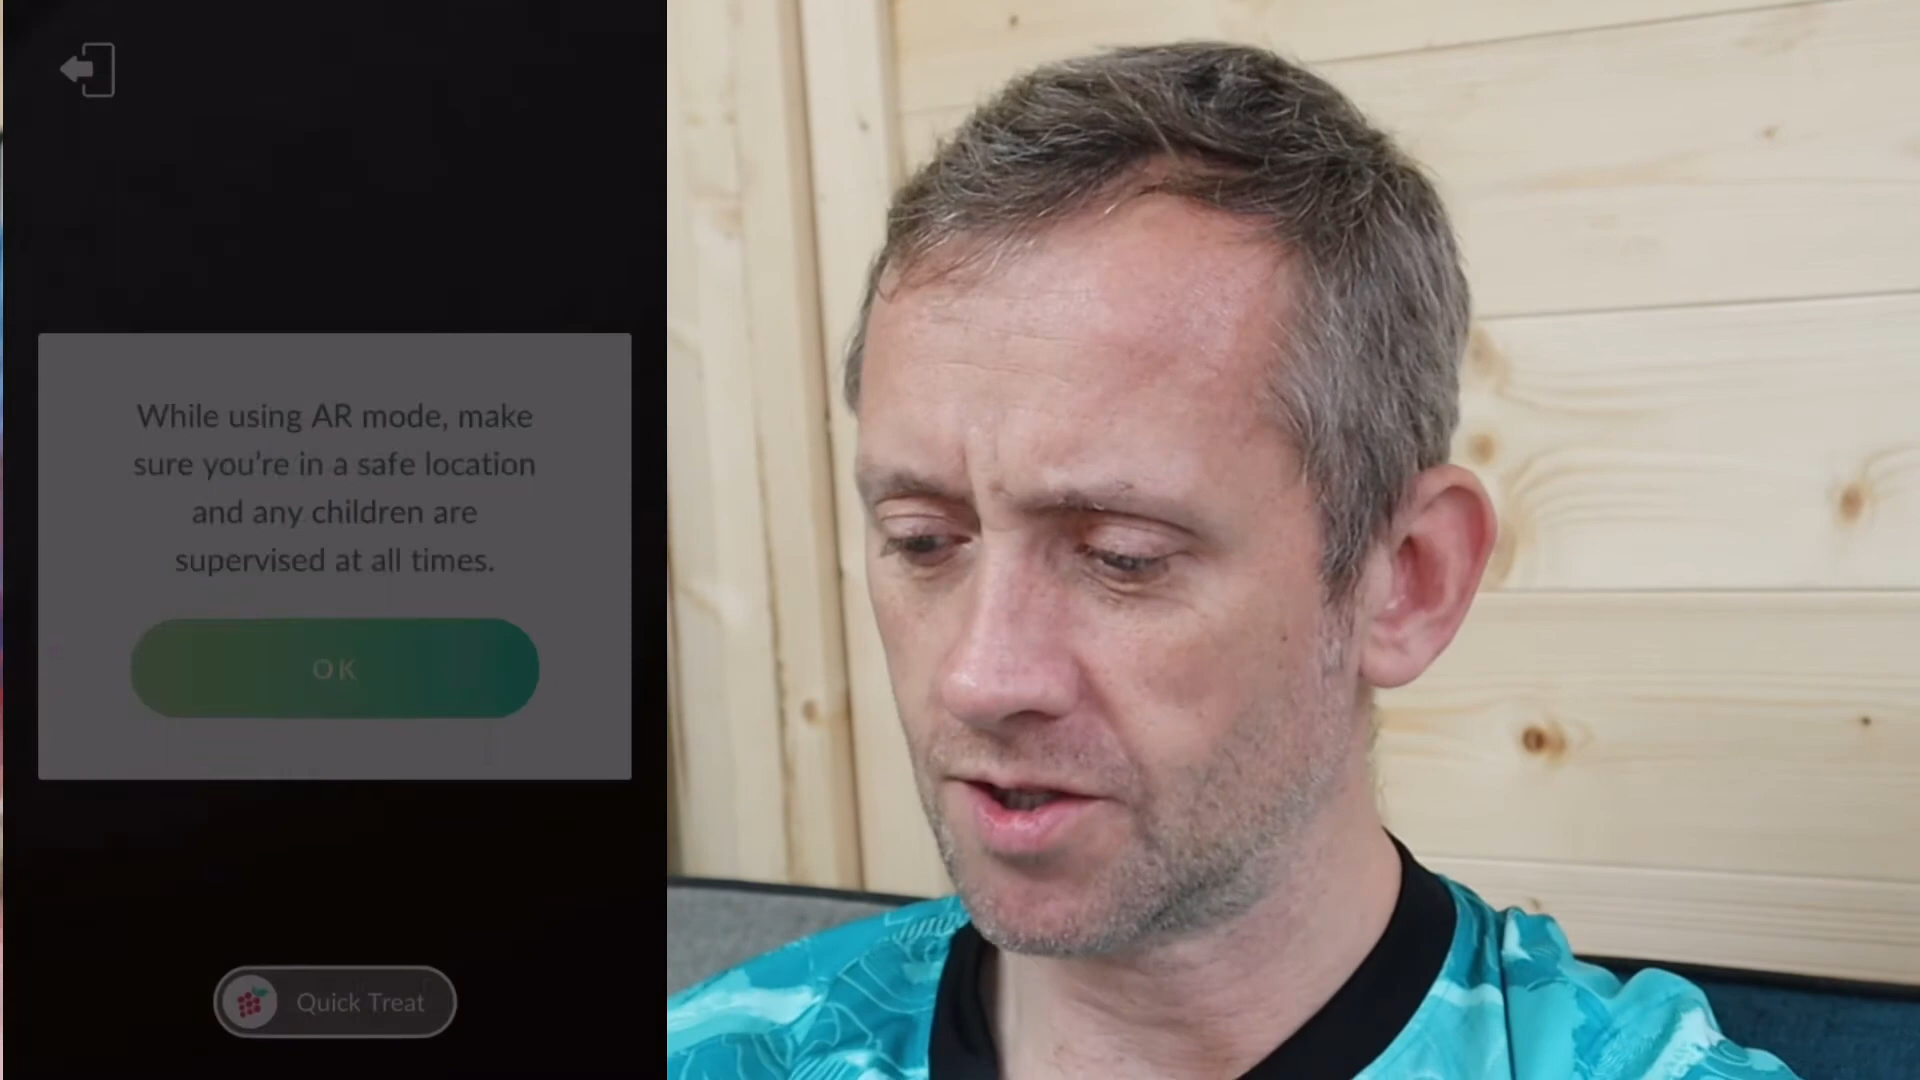 While using AR mode, make
sure you're in a safe location
and any children are
supervised at all times.
OK
Quick Treat